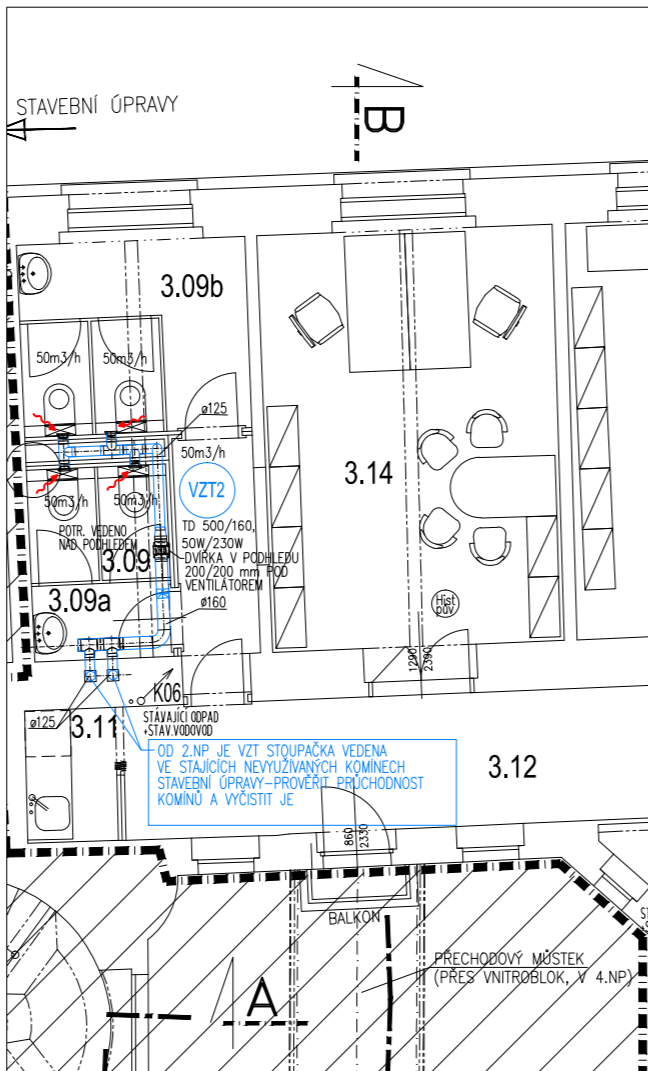 STAVEBNÍ ÚPRAVY
B
3.09b
50m3/h
50m3/h
ø125
50m3/h
VZT2
3.14
50m3/h
50m3/h
TD 500/160,
50W/230W
DVÍŘKA V PODHLEDU
200/200 mm POD
VENTILÁTOREM
POTR. VEDENO
NAD PODHLEDEM
3.09
3.09a
ø160
Hist
pův
1290
2390
K06
ø125
3.11
STÁVAJÍCÍ ODPAD
+STAV.VODOVOD
OD 2.NP JE VZT STOUPAČKA VEDENA
VE STAJÍCÍCH NEVYUŽÍVANÝCH KOMÍNECH
STAVEBNÍ ÚPRAVY-PROVĚŘIT PRŮCHODNOST
KOMÍNŮ A VYČISTIT JE
3.12
860
2330
BALKON
PŘECHODOVÝ MŮSTEK
(PŘES VNITROBLOK, V 4.NP)
A